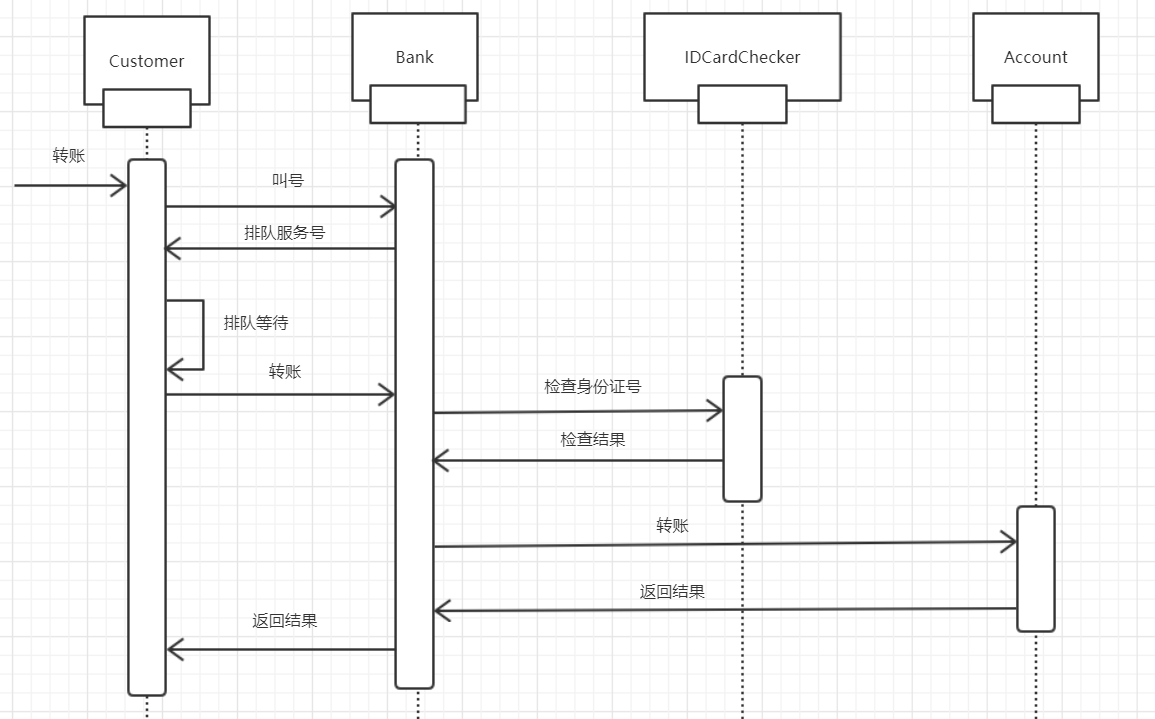 Customer
Bank
IDCardChecker
Account
转账
叫号
排队服务号
排队等待
转账
检查身份证号
检查结果
转账
返回结果
返回结果